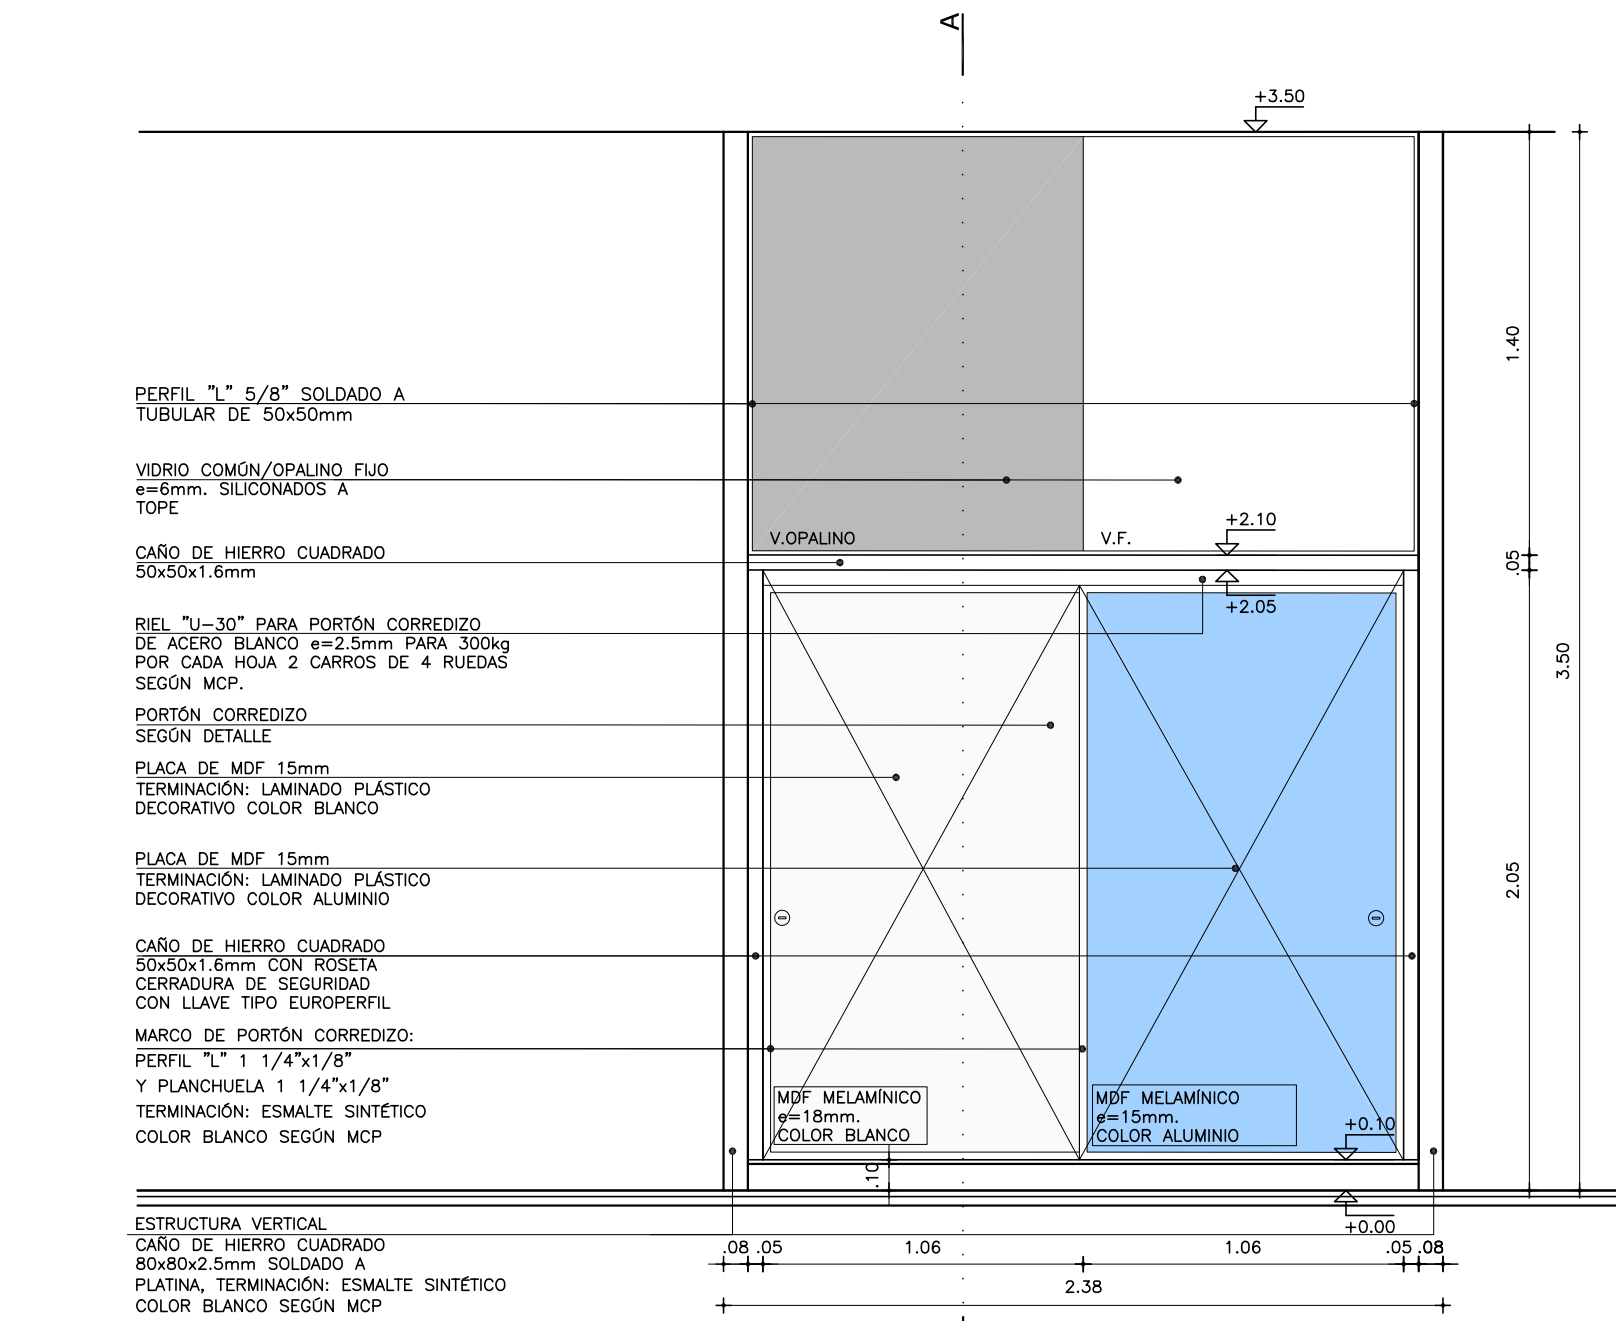 A
+3.50
PERFIL "L" 5/8" SOLDADO A
TUBULAR DE 50x50mm
VIDRIO COMÚN/OPALINO FIJO
e=6mm. SILICONADOS A
TOPE
CAÑO DE HIERRO CUADRADO
50x50x1.6mm
RIEL "U-30" PARA PORTÓN CORREDIZO
DE ACERO BLANCO e=2.5mm PARA 300kg
POR CADA HOJA 2 CARROS DE 4 RUEDAS
SEGÚN MCP.
PORTÓN CORREDIZO
SEGÚN DETALLE
PLACA DE MDF 15mm
TERMINACIÓN: LAMINADO PLÁSTICO
DECORATIVO COLOR BLANCO
PLACA DE MDF 15mm
TERMINACIÓN: LAMINADO PLÁSTICO
DECORATIVO COLOR ALUMINIO
CAÑO DE HIERRO CUADRADO
50x50x1.6mm CON ROSETA
CERRADURA DE SEGURIDAD
CON LLAVE TIPO EUROPERFIL
MARCO DE PORTÓN CORREDIZO:
PERFIL "L" 1 1/4"x1/8"
Y PLANCHUELA 1 1/4"x1/8"
TERMINACIÓN: ESMALTE SINTÉTICO
COLOR BLANCO SEGÚN MCP
ESTRUCTURA VERTICAL
CAÑO DE HIERRO CUADRADO
80x80x2.5mm SOLDADO A
PLATINA, TERMINACIÓN: ESMALTE SINTÉTICO
COLOR BLANCO SEGÚN MCP
V.OPALINO
V.F.
+2.10
+2.05
MDF MELAMÍNICO
e=18mm.
COLOR BLANCO
MDF MELAMÍNICO
e=15mm.
COLOR ALUMINIO
+0.10
.10
+0.00
1.40
.05
3.50
2.05
.08 .05 1.06 1.06 .05 .08
2.38